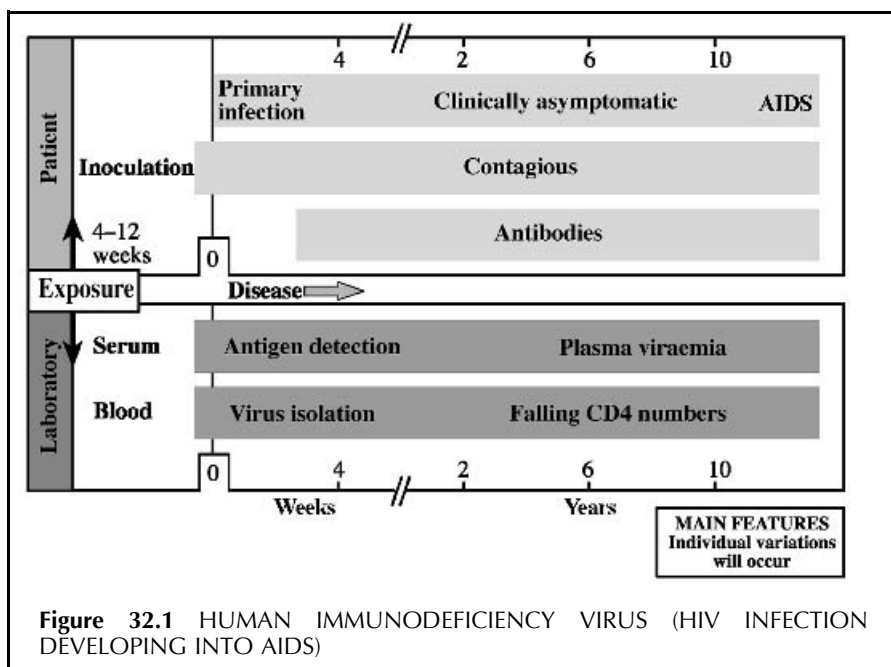 4 2 6 10
Patient
Primary
infection
Clinically asymptomatic
AIDS
Inoculation
Contagious
4–12
weeks
0
Antibodies
Exposure
Disease
Laboratory
Serum
Antigen detection
Plasma viraemia
Blood
Virus isolation
Falling CD4 numbers
0 4 2 6 10
Weeks
Years
MAIN FEATURES
Individual variations
will occur
Figure 32.1 HUMAN IMMUNODEFICIENCY VIRUS (HIV INFECTION
DEVELOPING INTO AIDS)